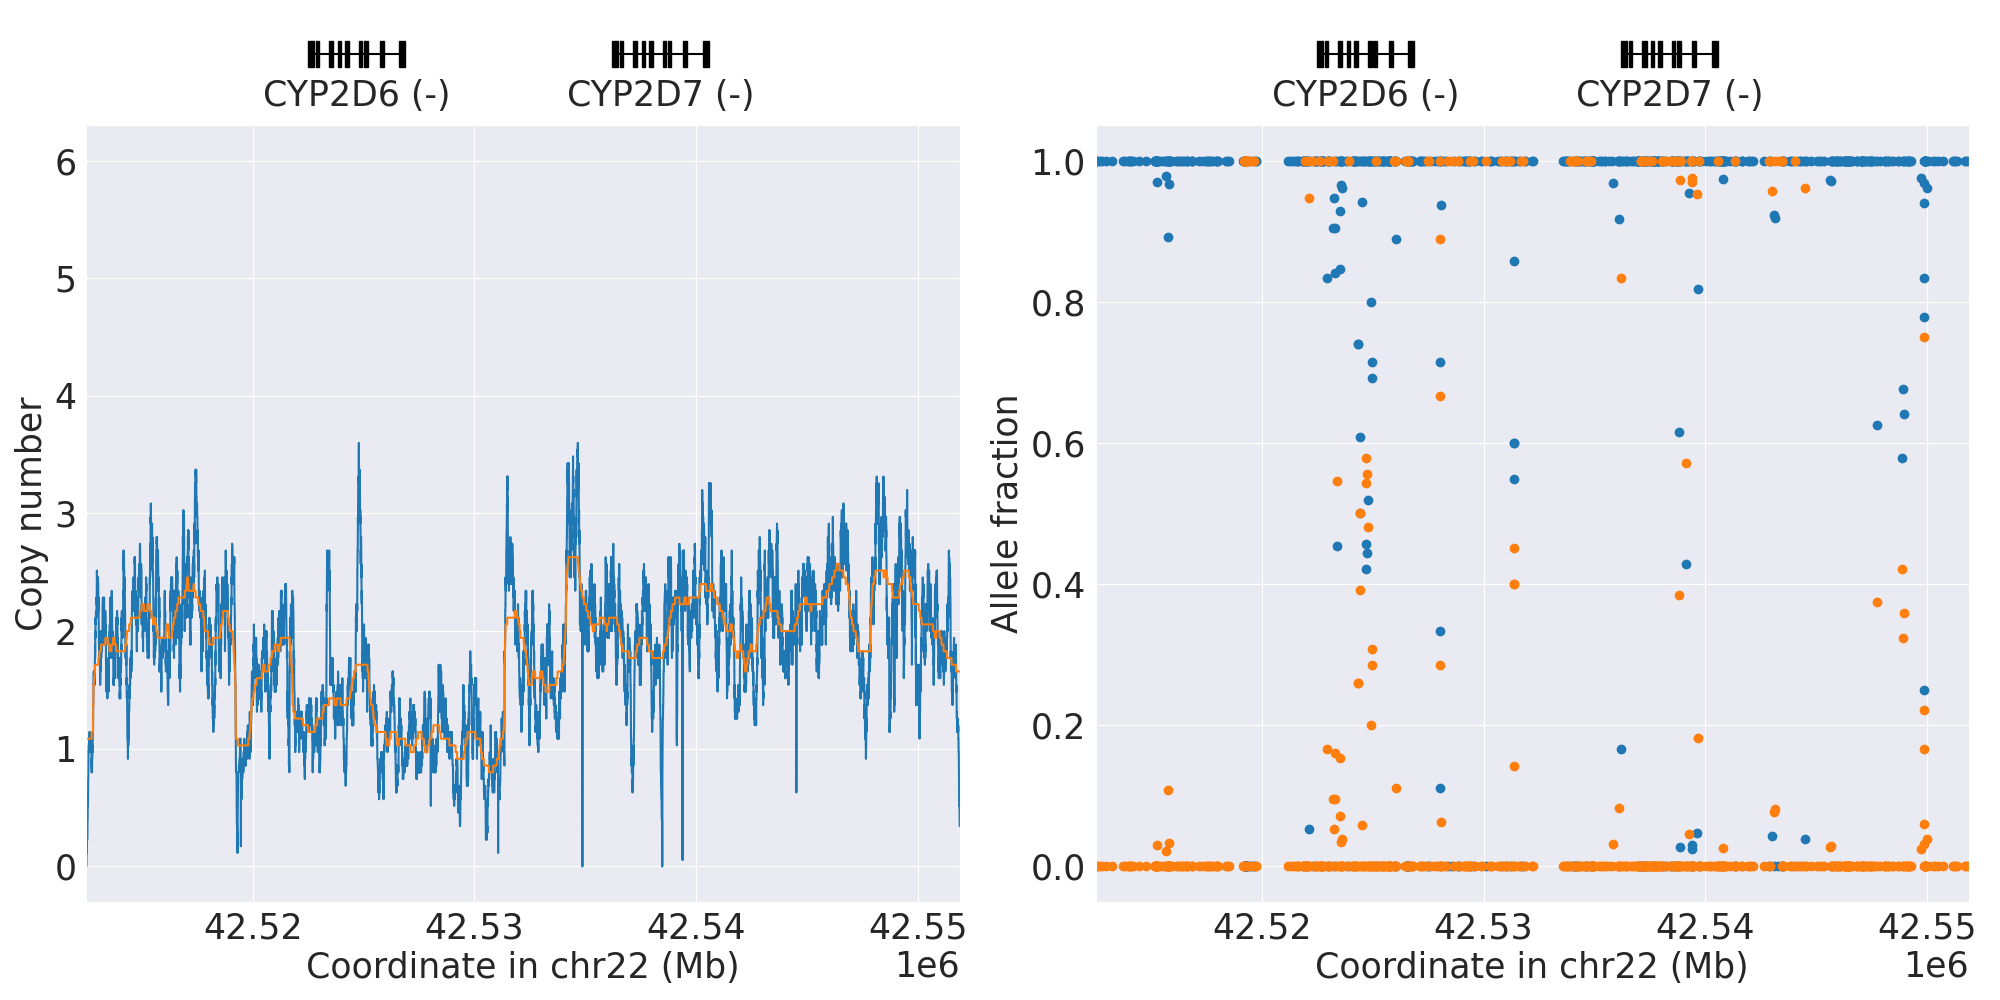 CYP2D6 (-) CYP2D7 (-)
6
5
4
3
2
1
0
Copy number
42.52 42.53 42.54 42.55
Coordinate in chr22 (Mb)
1e6
CYP2D6 (-) CYP2D7 (-)
1.0
0.8
0.6
0.4
0.2
0.0
Allele fraction
42.52 42.53 42.54 42.55
Coordinate in chr22 (Mb)
1e6